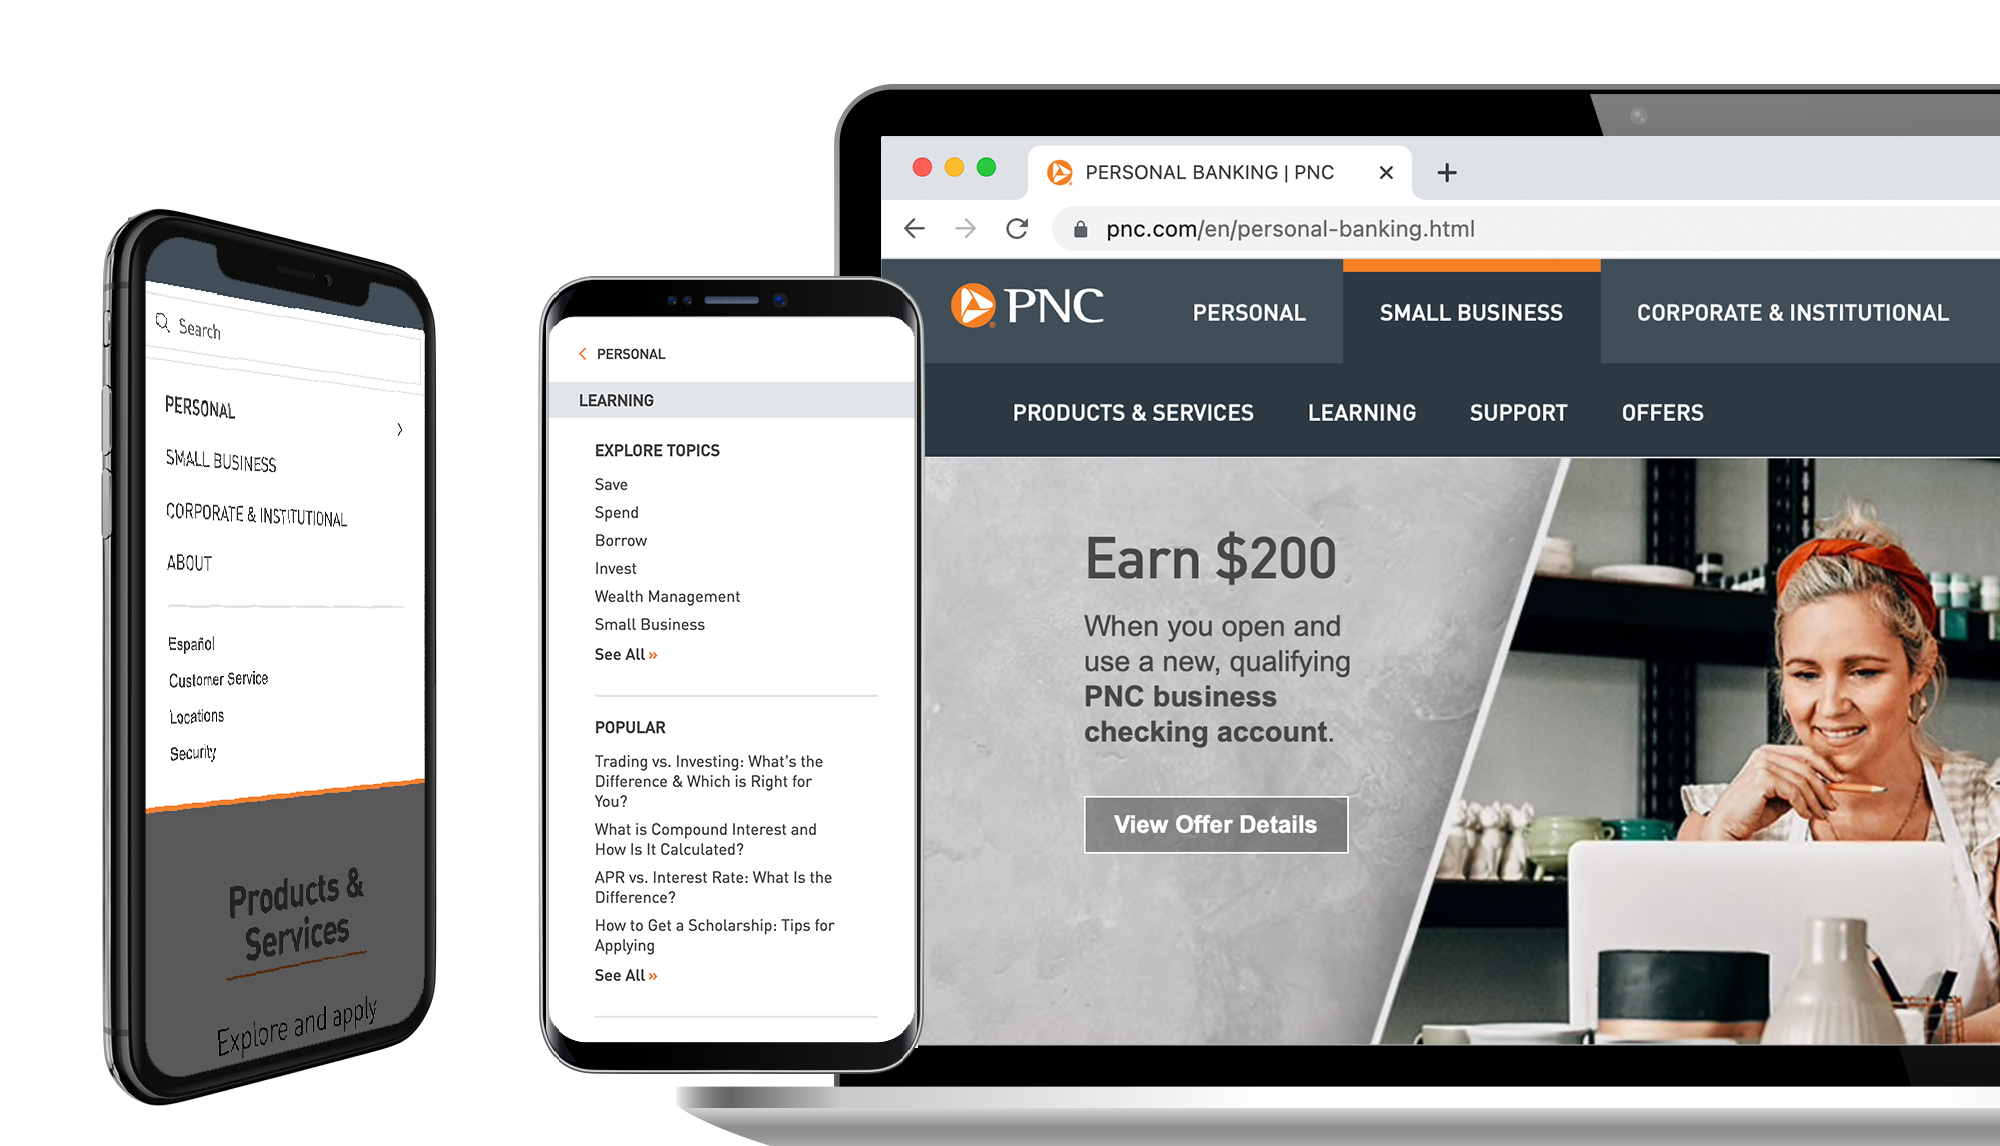 Search
PERSONAL
SMALL BUSINESS
CORPORATE & INSTITUTIONAL
ABOUT
Español
Customer Service
Locations
Security
Products &
Services
Explore and apply
PERSONAL
LEARNING
EXPLORE TOPICS
Save
Spend
Borrow
Invest
Wealth Management
Small Business
See All »
POPULAR
Trading vs. Investing: What's the
Difference & Which is Right for
You?
What is Compound Interest and
How Is It Calculated?
APR vs. Interest Rate: What Is the
Difference?
How to Get a Scholarship: Tips for
Applying
See All »
PERSONAL BANKING | PNC
pnc.com/en/personal-banking.html
PNC PERSONAL SMALL BUSINESS CORPORATE & INSTITUTIONAL
PRODUCTS & SERVICES LEARNING SUPPORT OFFERS
Earn $200
When you open and
use a new, qualifying
PNC business
checking account.
View Offer Details